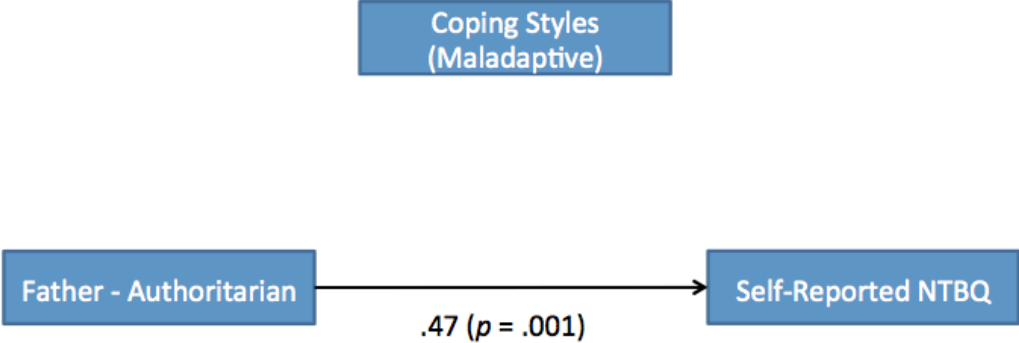 Coping Styles
(Maladaptive)
Father - Authoritarian
Self-Reported NTBQ
.47 (p = .001)